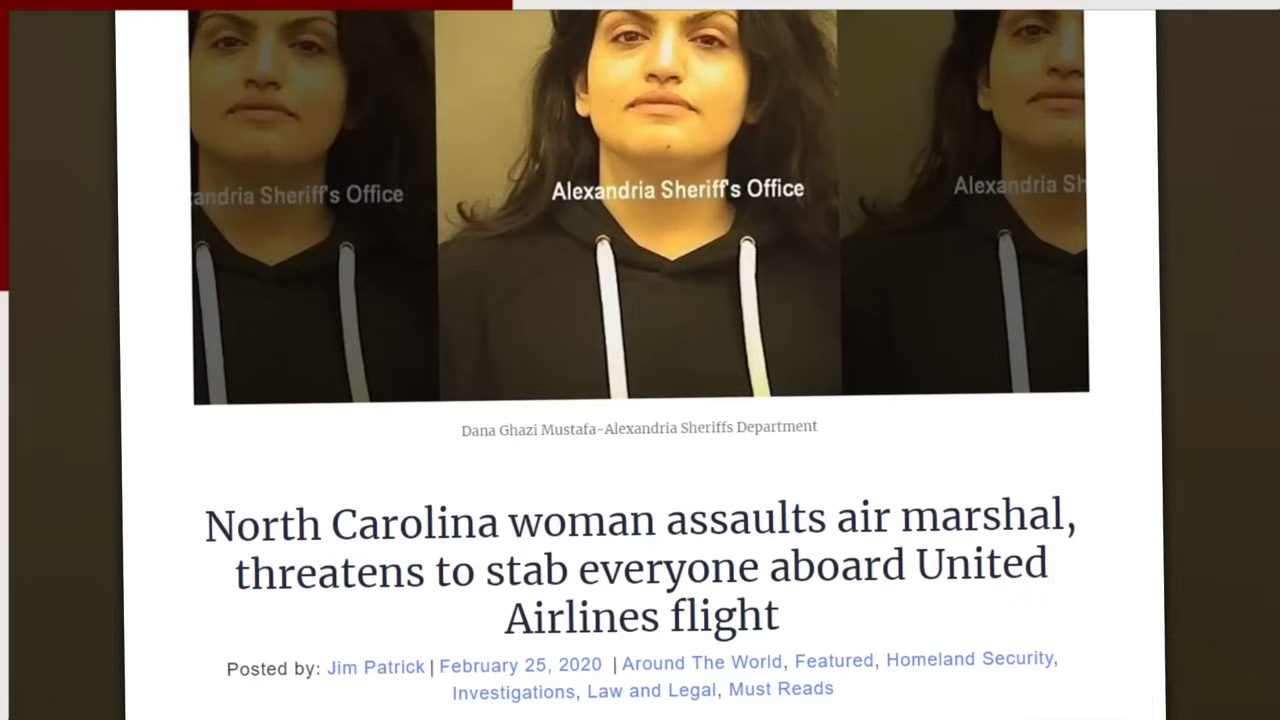 andria Sheriff's Office
Alexandria Sheriff's Office
Alexandria Sh
Dana Ghazi Mustafa-Alexandria Sheriffs Department
North Carolina woman assaults air marshal,
threatens to stab everyone aboard United
Airlines flight
Posted by: Jim Patrick | February 25, 2020 | Around The World, Featured, Homeland Security,
Investigations, Law and Legal, Must Reads